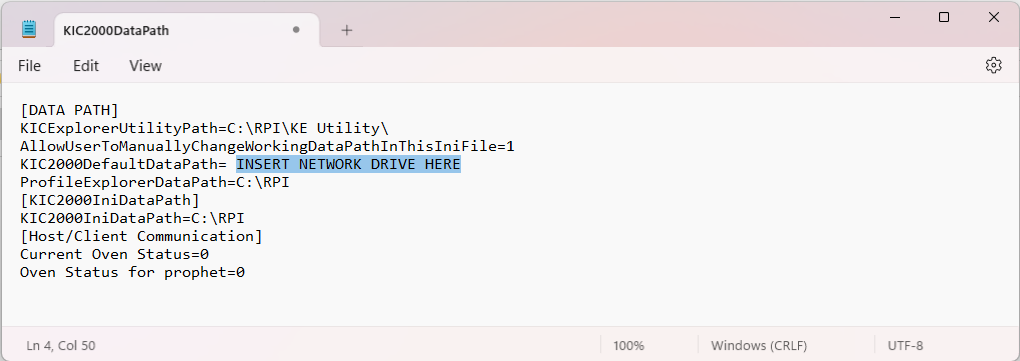 KIC2000DataPath
File Edit View
[DATA PATH]
KICExplorerUtilityPath=C:\RPI\KE Utility\
AllowUserToManuallyChangeWorkingDataPathInThisIniFile=1
KIC2000DefaultDataPath= INSERT NETWORK DRIVE HERE
ProfileExplorerDataPath=C:\RPI
[KIC2000IniDataPath]
KIC2000IniDataPath=C:\RPI
[Host/Client Communication]
Current Oven Status=0
Oven Status for prophet=0
Ln 4, Col 50 100% Windows (CRLF) UTF-8